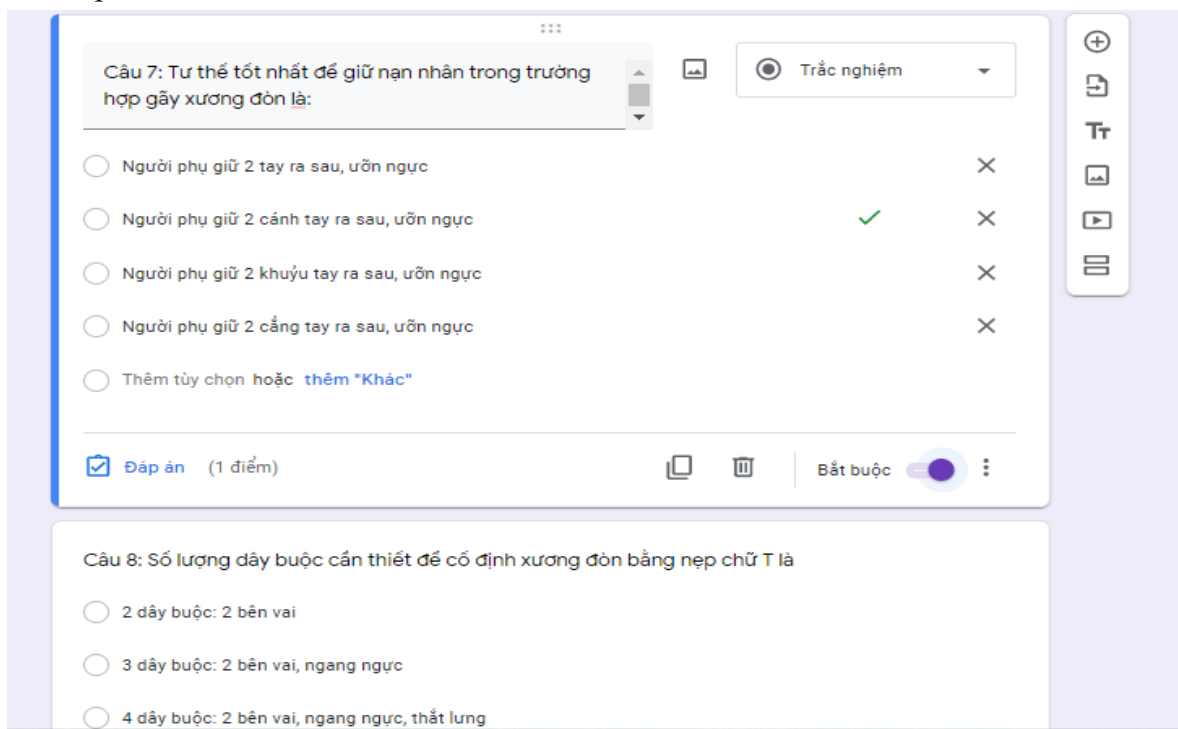 Câu 7: Tư thế tốt nhất để giữ nạn nhân trong trường
hợp gãy xương đòn là:
Trắc nghiệm
Người phụ giữ 2 tay ra sau, ưỡn ngực
Người phụ giữ 2 cánh tay ra sau, ưỡn ngực
Người phụ giữ 2 khuỷu tay ra sau, ưỡn ngực
Người phụ giữ 2 cẳng tay ra sau, ưỡn ngực
Thêm tùy chọn hoặc thêm "Khác"
Đáp án (1 điểm)
Bắt buộc
Câu 8: Số lượng dây buộc cần thiết để cố định xương đòn bằng nẹp chữ T là
2 dây buộc: 2 bên vai
3 dây buộc: 2 bên vai, ngang ngực
4 dây buộc: 2 bên vai, ngang ngực, thắt lưng